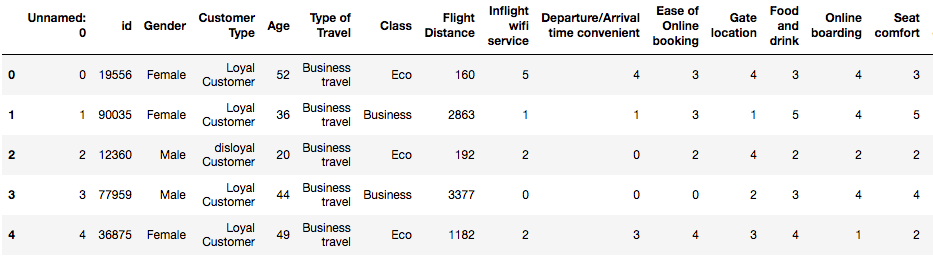 Unnamed: 0 id Gender Customer Type Age Type of Travel Class Flight Distance Inflight wifi service Departure/Arrival time convenient Ease of Online booking Gate location Food and drink Online boarding Seat comfort
0 0 19556 Female Loyal Customer 52 Business travel Eco 160 5 4 3 4 3 4 3
1 1 90035 Female Loyal Customer 36 Business travel Business 2863 1 1 3 1 5 4 5
2 2 12360 Male disloyal Customer 20 Business travel Eco 192 2 0 2 4 2 2 2
3 3 77959 Male Loyal Customer 44 Business travel Business 3377 0 0 0 2 3 4 4
4 4 36875 Female Loyal Customer 49 Business travel Eco 1182 2 3 4 3 4 1 2